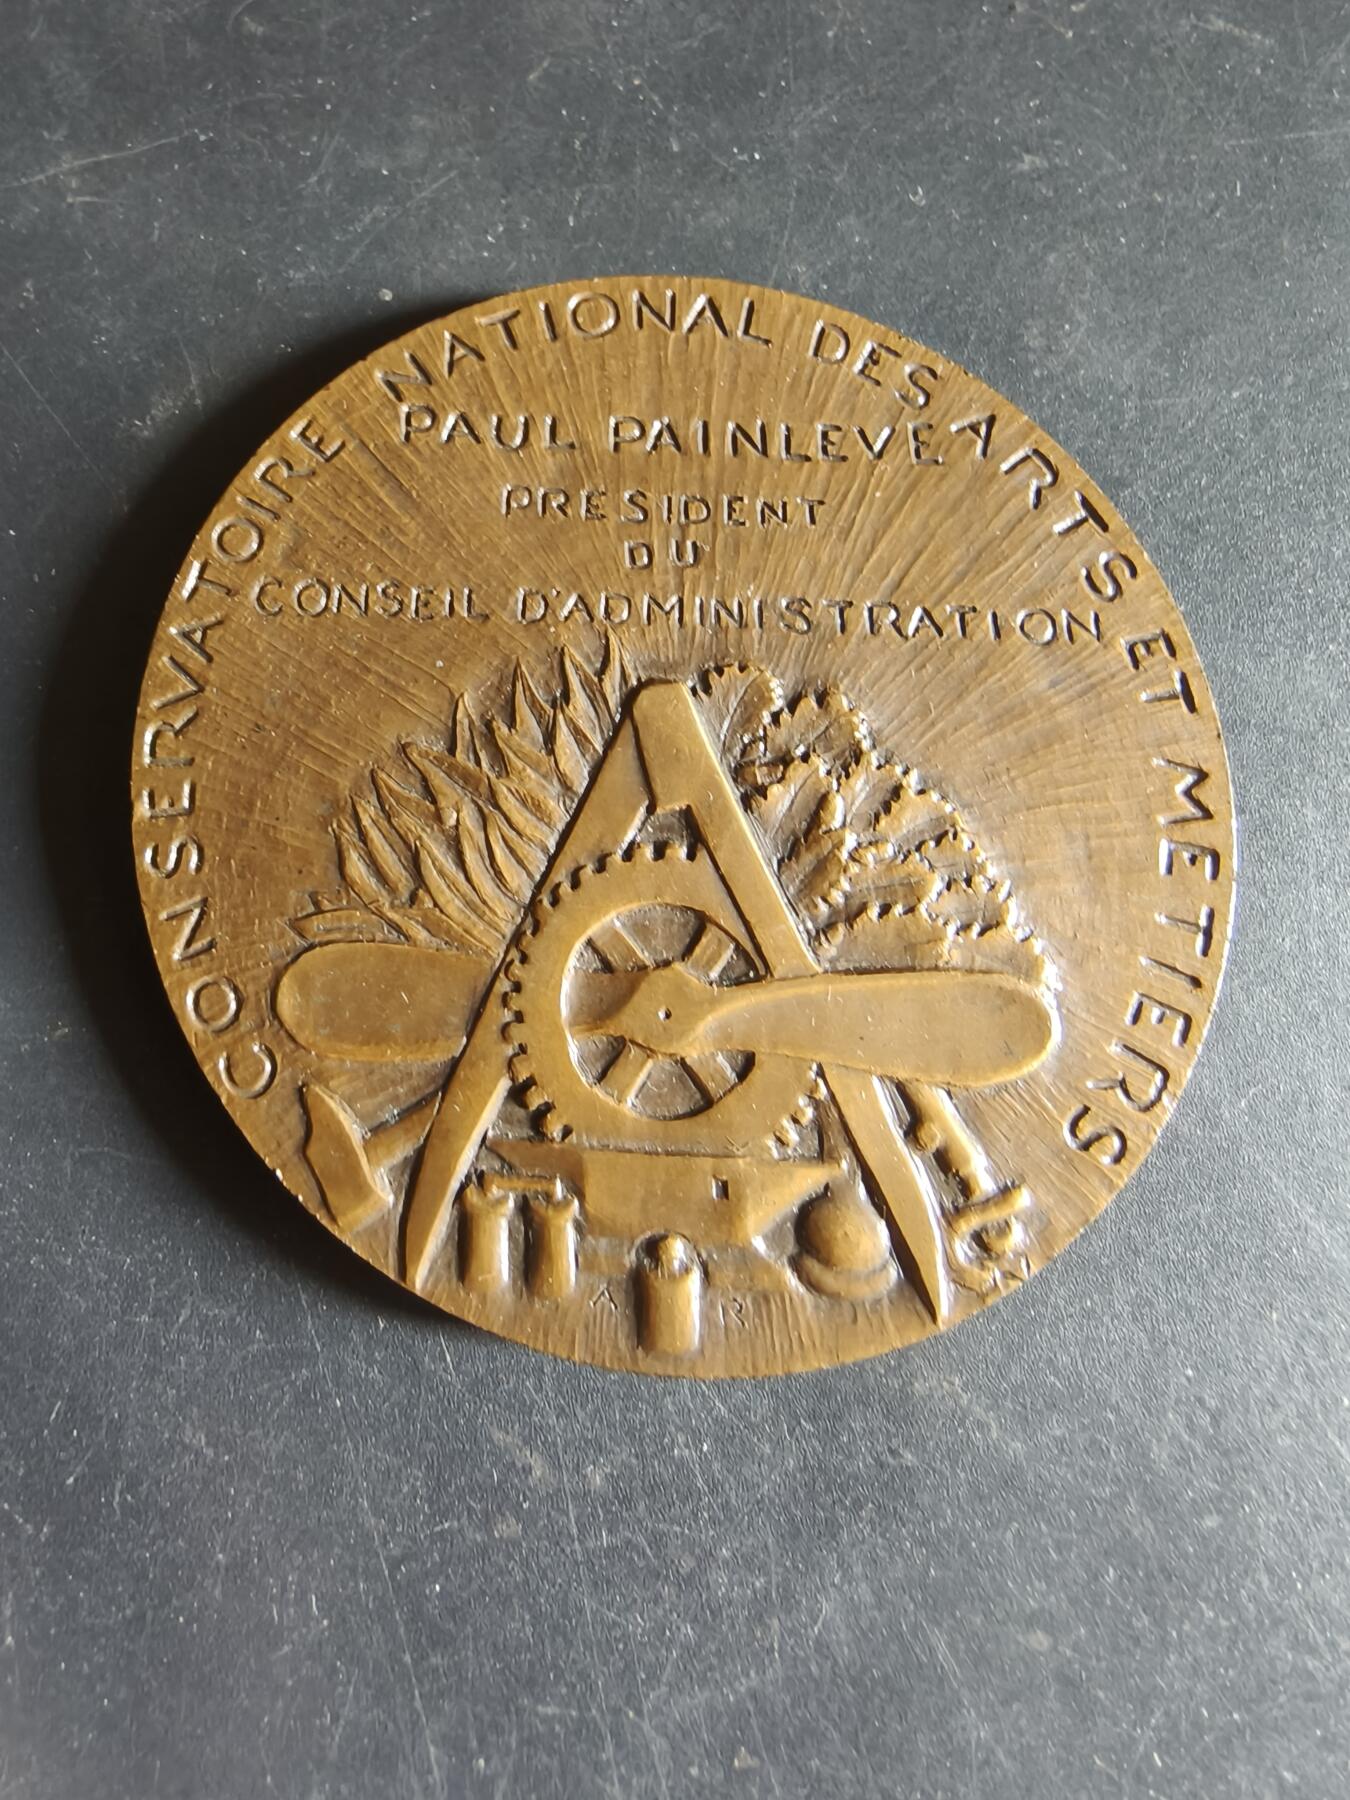 CONSERVATOIRE NATIONAL DES ARTS ET METIERS
PAUL PAINLEVE
PRESIDENT
DU
CONSEIL D'ADMINISTRATION
A R